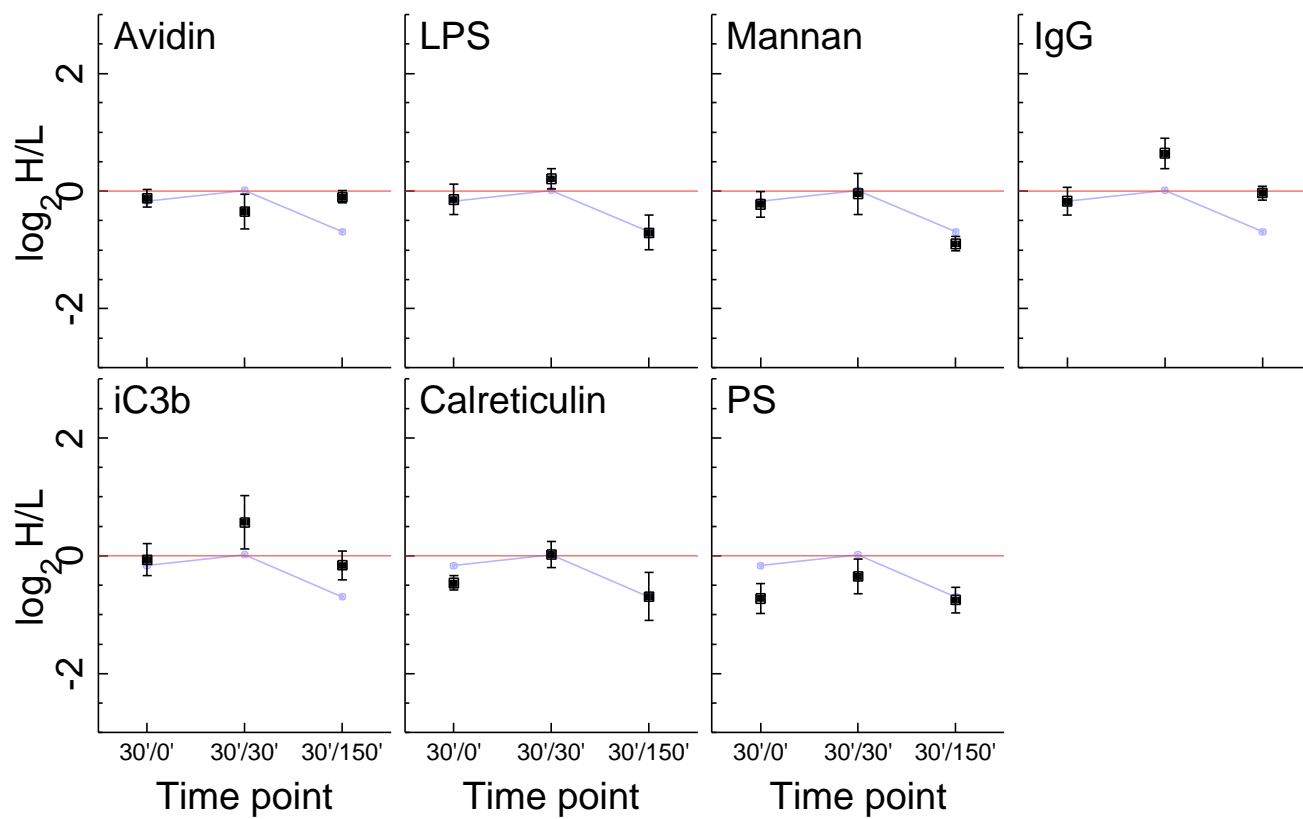 Avidin
LPS
Mannan
IgG
log2 H/L
2
0
-2
iC3b
Calreticulin
PS
log2 H/L
2
0
-2
30'/0' 30'/30' 30'/150'
30'/0' 30'/30' 30'/150'
30'/0' 30'/30' 30'/150'
Time point
Time point
Time point